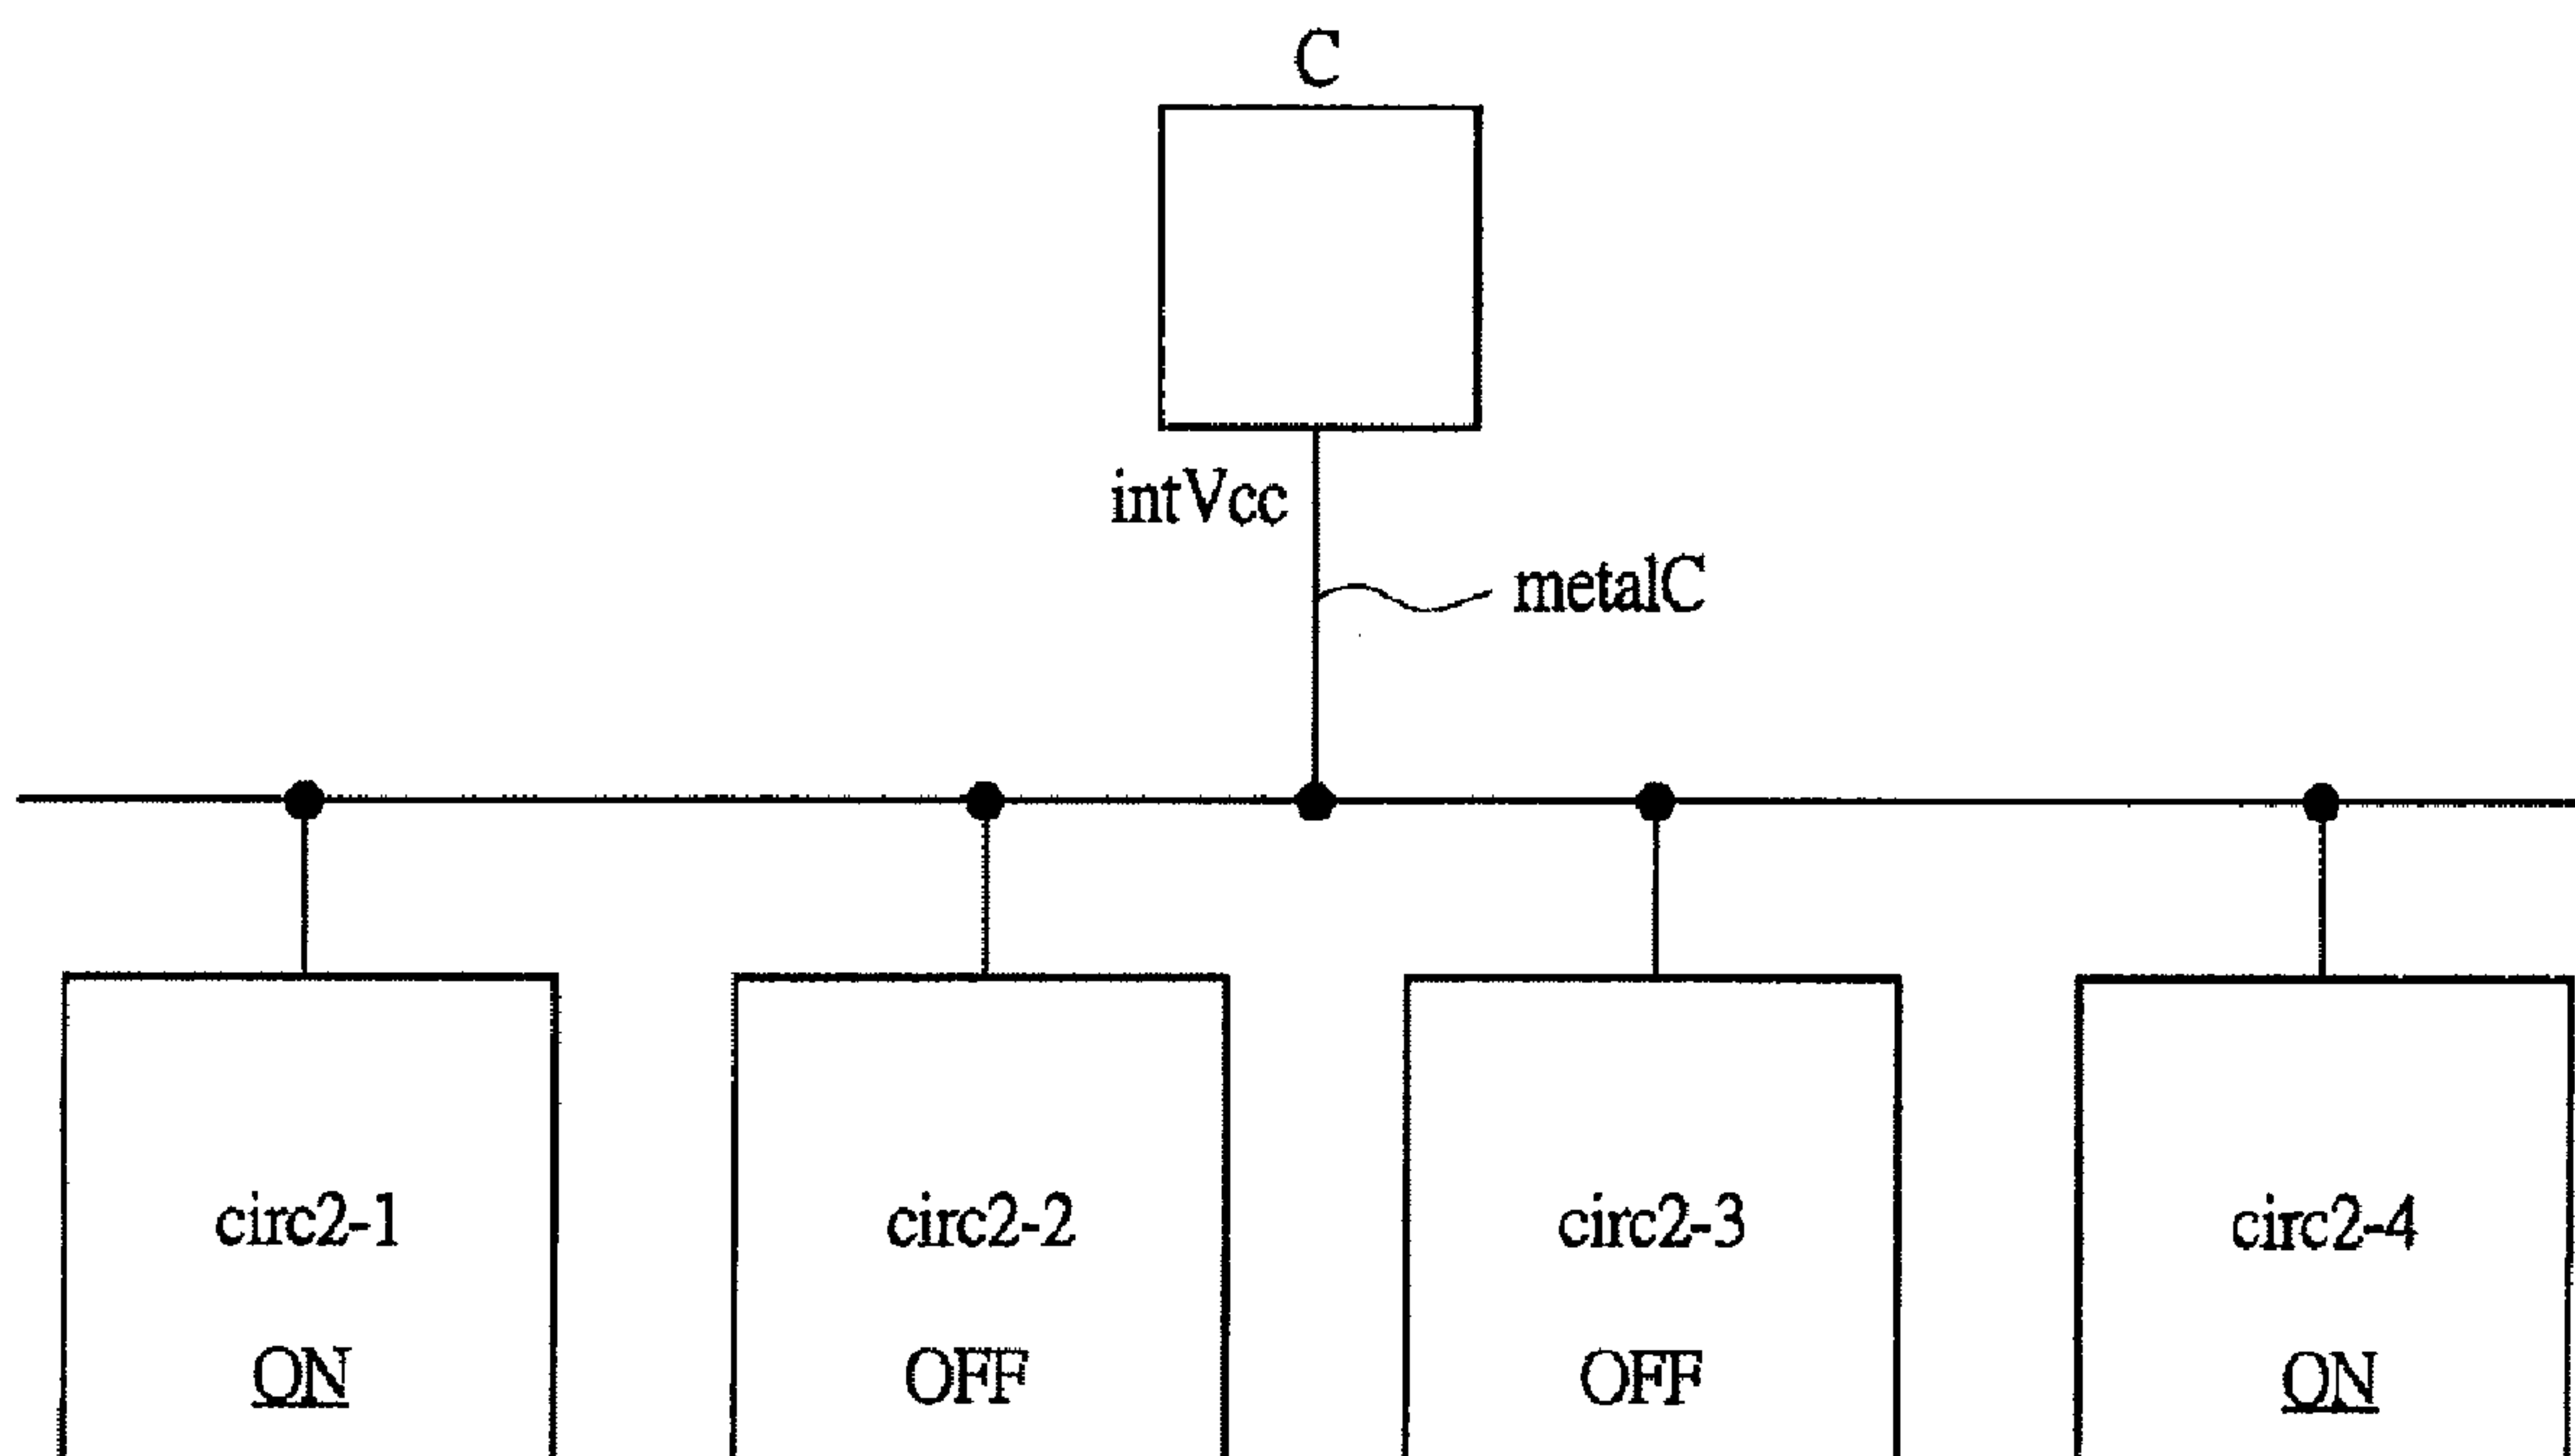 C
intVcc
metalC
circ2-1
circ2-2
circ2-3
circ2-4
ON
OFF
OFF
ON